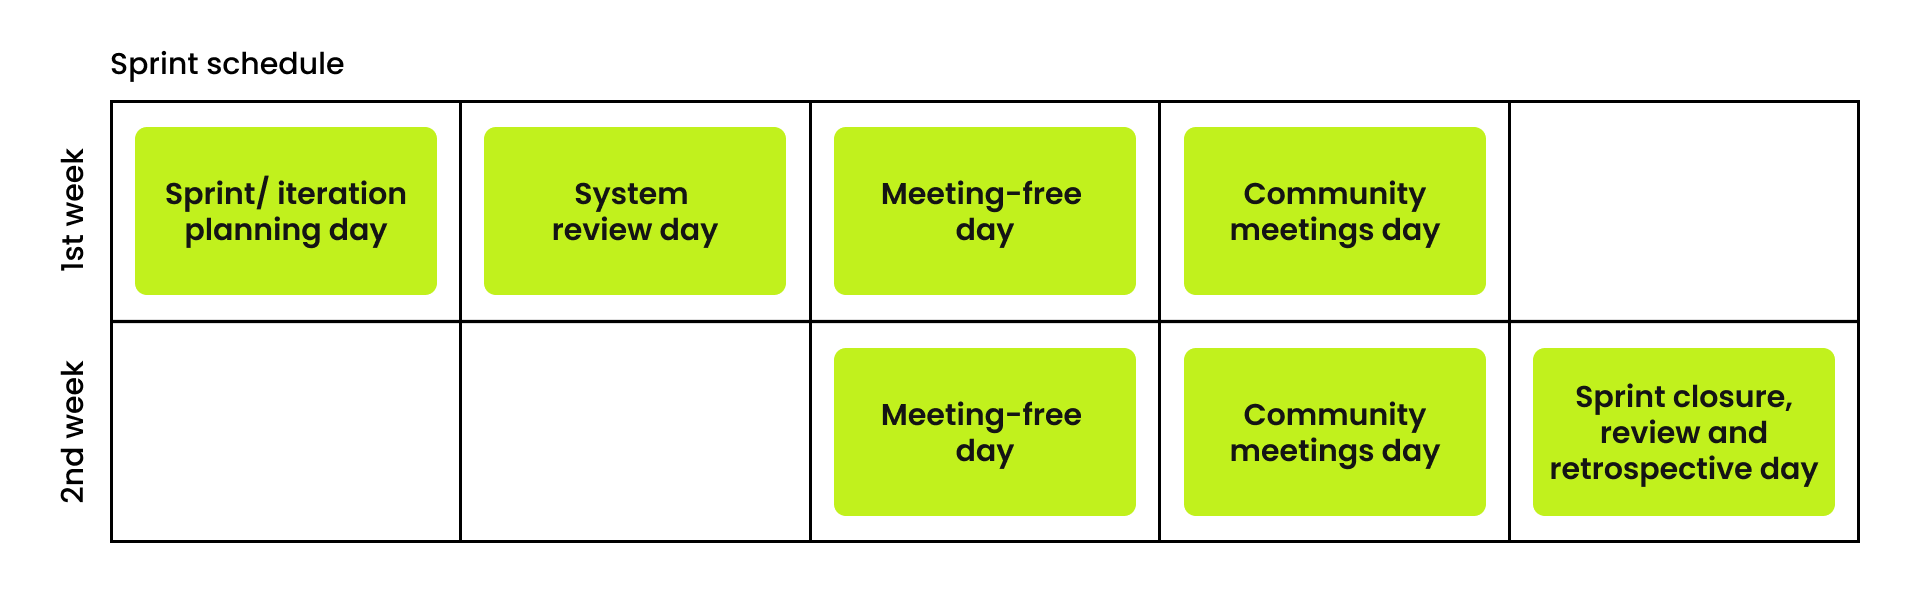 Sprint schedule
1st week
Sprint/ iteration
planning day
System
review day
Meeting-free
day
Community
meetings day
2nd week
Meeting-free
day
Community
meetings day
Sprint closure,
review and
retrospective day